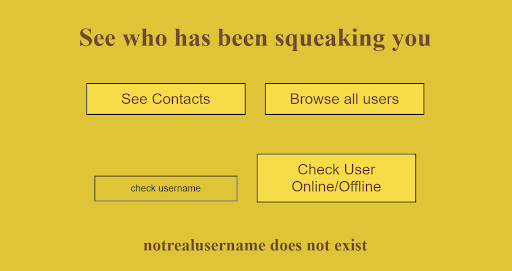 See who has been squeaking you
See Contacts
Browse all users
check username
Check User
Online/Offline
notrealusername does not exist